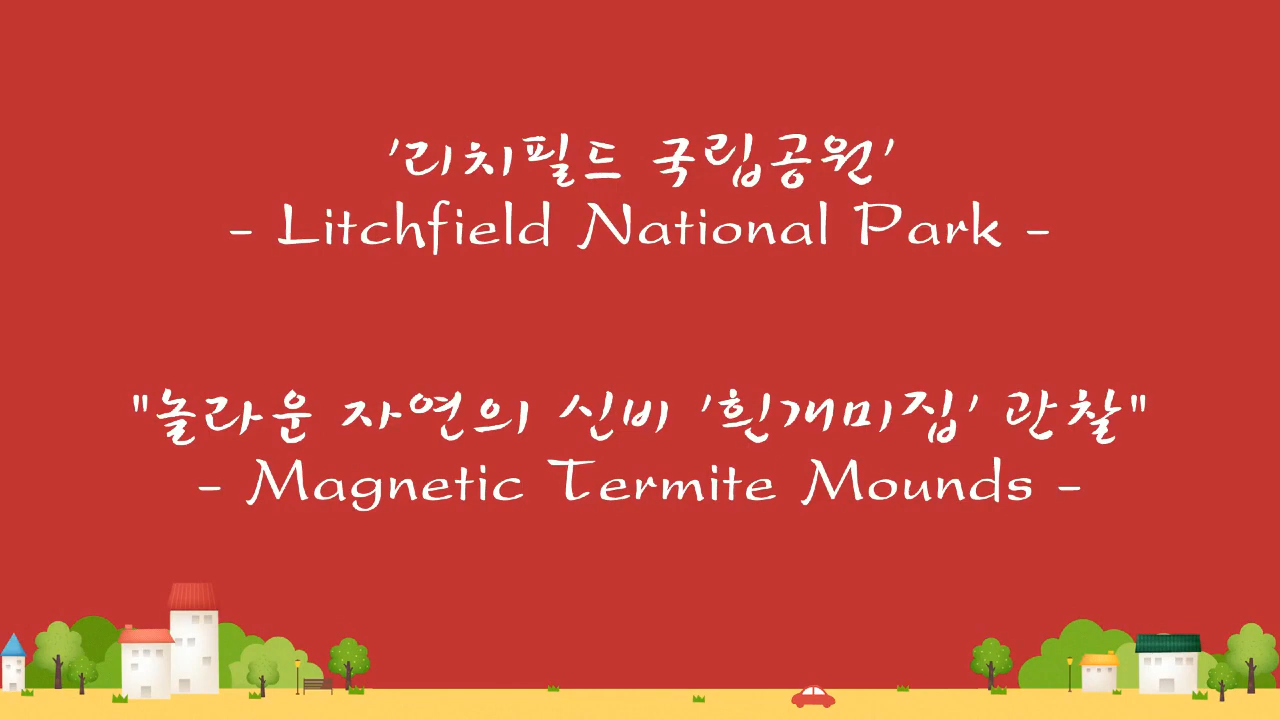 '리치필드 국립공원'
- Litchfield National Park -
"놀라운 자연의 신비 '흰개미집' 관찰"
- Magnetic Termite Mounds -